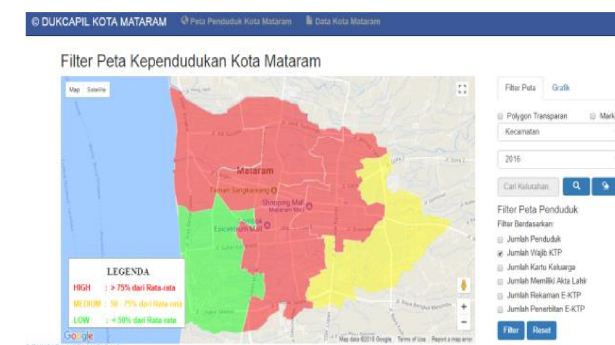 © DUKCAPIL KOTA MATARAM
Peta Penduduk Kota Mataram
Data Kota Mataram
Filter Peta Kependudukan Kota Mataram
Map Satelite
Mataram
Taman Sangkareang
Shopping Mall
Mataram Mall
Epicentrum Mall
LEGENDA
HIGH : > 75% dari Rata-rata
MEDIUM : 50 - 75% dari Rata-rata
LOW : < 50% dari Rata-rata
Google
Map data ©2016 Google Terms of Use Report a map error
Filter Peta Grafik
Polygon Transparan Mark
Kecamatan
2016
Cari Kelurahan
Filter Peta Penduduk
Filter Berdasarkan:
Jumlah Penduduk
Jumlah Wajib KTP
Jumlah Kartu Keluarga
Jumlah Memiliki Akta Lahir
Jumlah Rekaman E-KTP
Jumlah Penerbitan E-KTP
Filter Reset